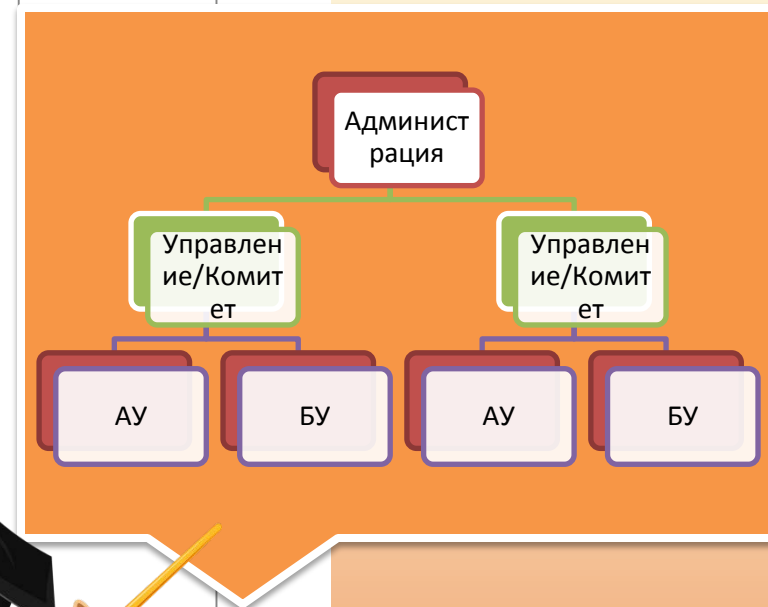 Админист
рация
Управлен
ие/Комит
ет
Управлен
ие/Комит
ет
АУ
БУ
АУ
БУ